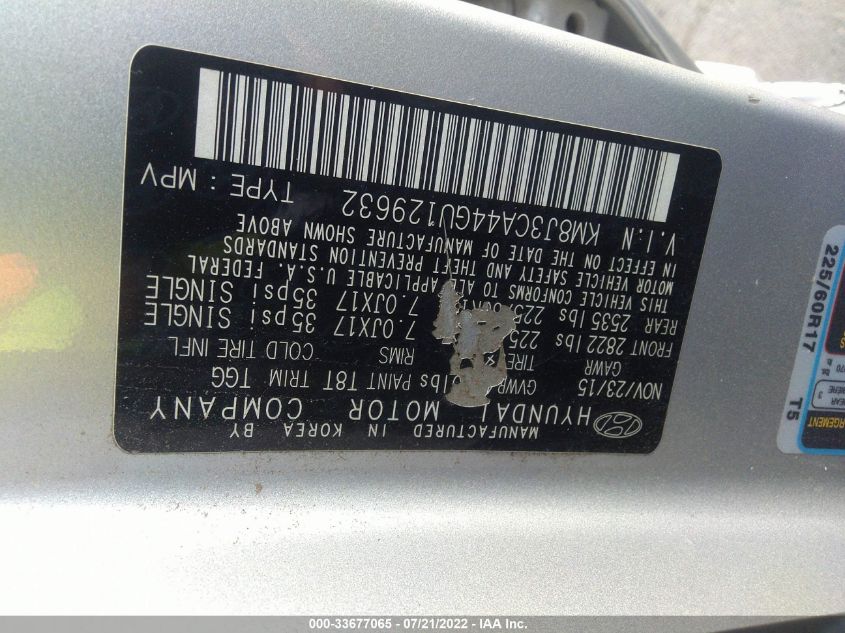 MANUFACTURED IN KOREA BY
HYUNDAI MOTOR COMPANY
NOV/23/15 GVWR lbs PAINT T8T TRIM TGG
GAWR TIRE RIMS COLD TIRE INFL
FRONT 2822 lbs 225 7.0JX17 35psi SINGLE
REAR 2535 lbs 225 7.0JX17 35psi SINGLE
THIS VEHICLE CONFORMS TO ALL APPLICABLE U.S.A. FEDERAL
MOTOR VEHICLE SAFETY AND THEFT PREVENTION STANDARDS
IN EFFECT ON THE DATE OF MANUFACTURE SHOWN ABOVE
V.I.N KM8J3CA44GU129632 TYPE : MPV
225/60R17
T5
3
000-33677065 - 07/21/2022 - IAA Inc.